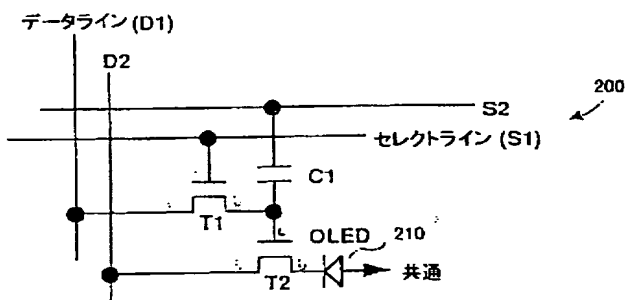 データライン (D1)
D2
S2
200
セレクトライン (S1)
C1
T1
OLED
210
T2
共通